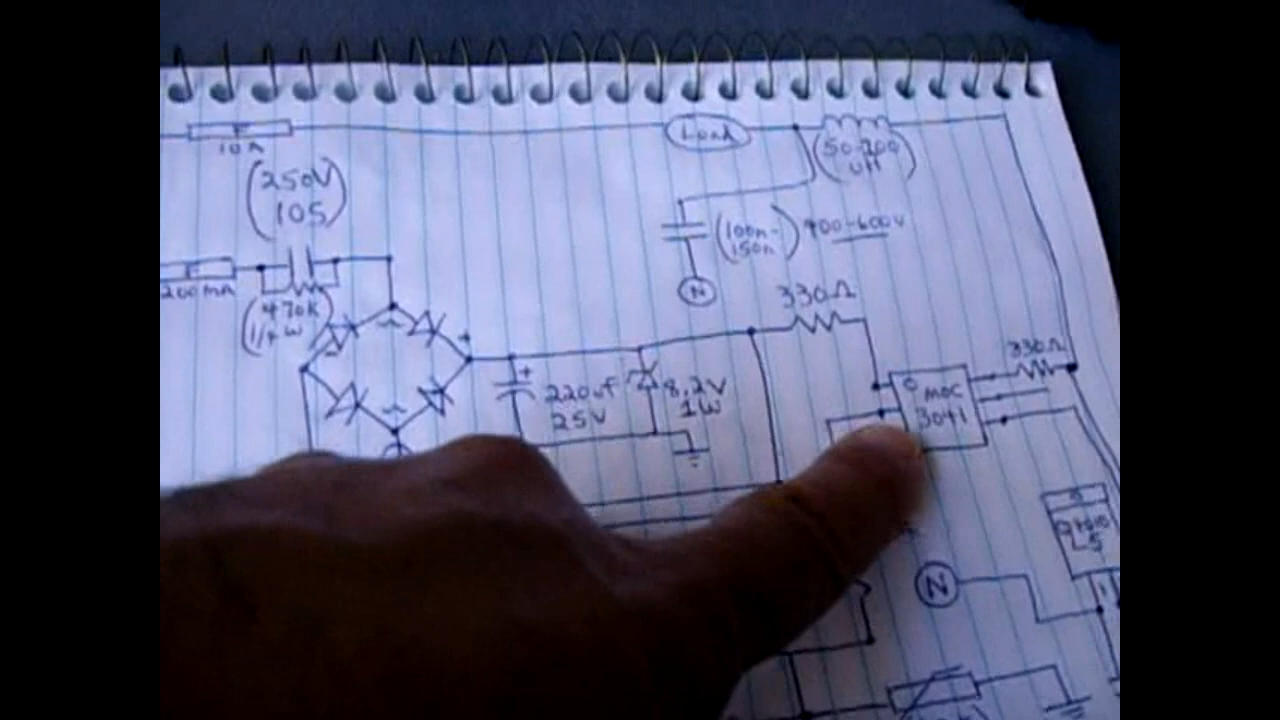 F
10A
Load
(50-200
uH)
(250V
105)
(100n-
150n)
400-600V
F
200mA
N
330Ω
(470K
1/4W)
+
+
220uf
25V
8.2V
1W
MOC
3041
330Ω
N